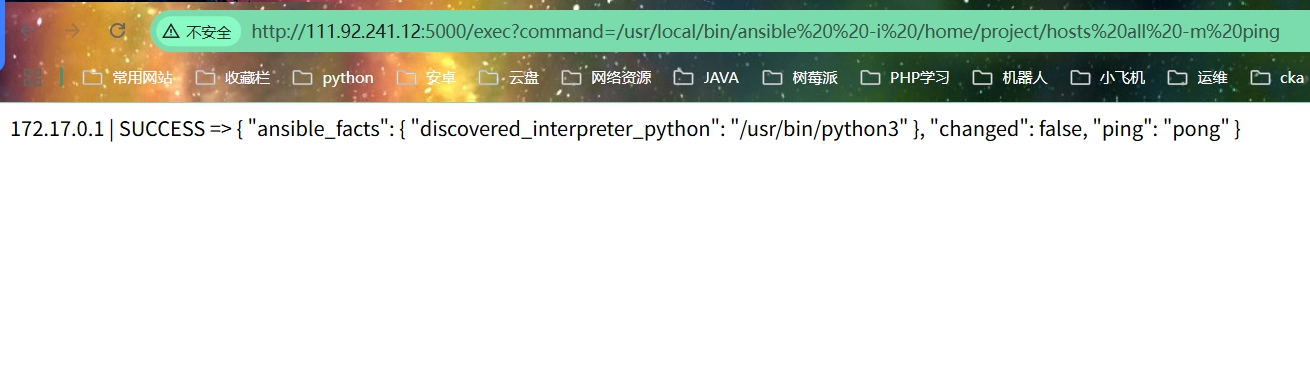 不安全 http://111.92.241.12:5000/exec?command=/usr/local/bin/ansible%20%20-i%20/home/project/hosts%20all%20-m%20ping
常用网站 收藏栏 python 安卓 云盘 网络资源 JAVA 树莓派 PHP学习 机器人 小飞机 运维 cka
172.17.0.1 | SUCCESS => { "ansible_facts": { "discovered_interpreter_python": "/usr/bin/python3" }, "changed": false, "ping": "pong" }